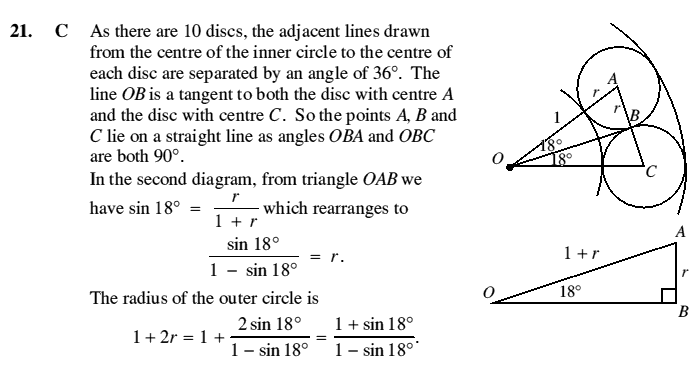 21. C As there are 10 discs, the adjacent lines drawn
from the centre of the inner circle to the centre of
each disc are separated by an angle of 36°. The
line OB is a tangent to both the disc with centre A
and the disc with centre C. So the points A, B and
C lie on a straight line as angles OBA and OBC
are both 90°.
In the second diagram, from triangle OAB we
have sin 18° = r / (1 + r) which rearranges to
sin 18° / (1 − sin 18°) = r.
The radius of the outer circle is
1 + 2r = 1 + 2 sin 18° / (1 − sin 18°) = (1 + sin 18°) / (1 − sin 18°).
A
r
r
B
1
18°
18°
O
C
A
1 + r
r
18°
O
B